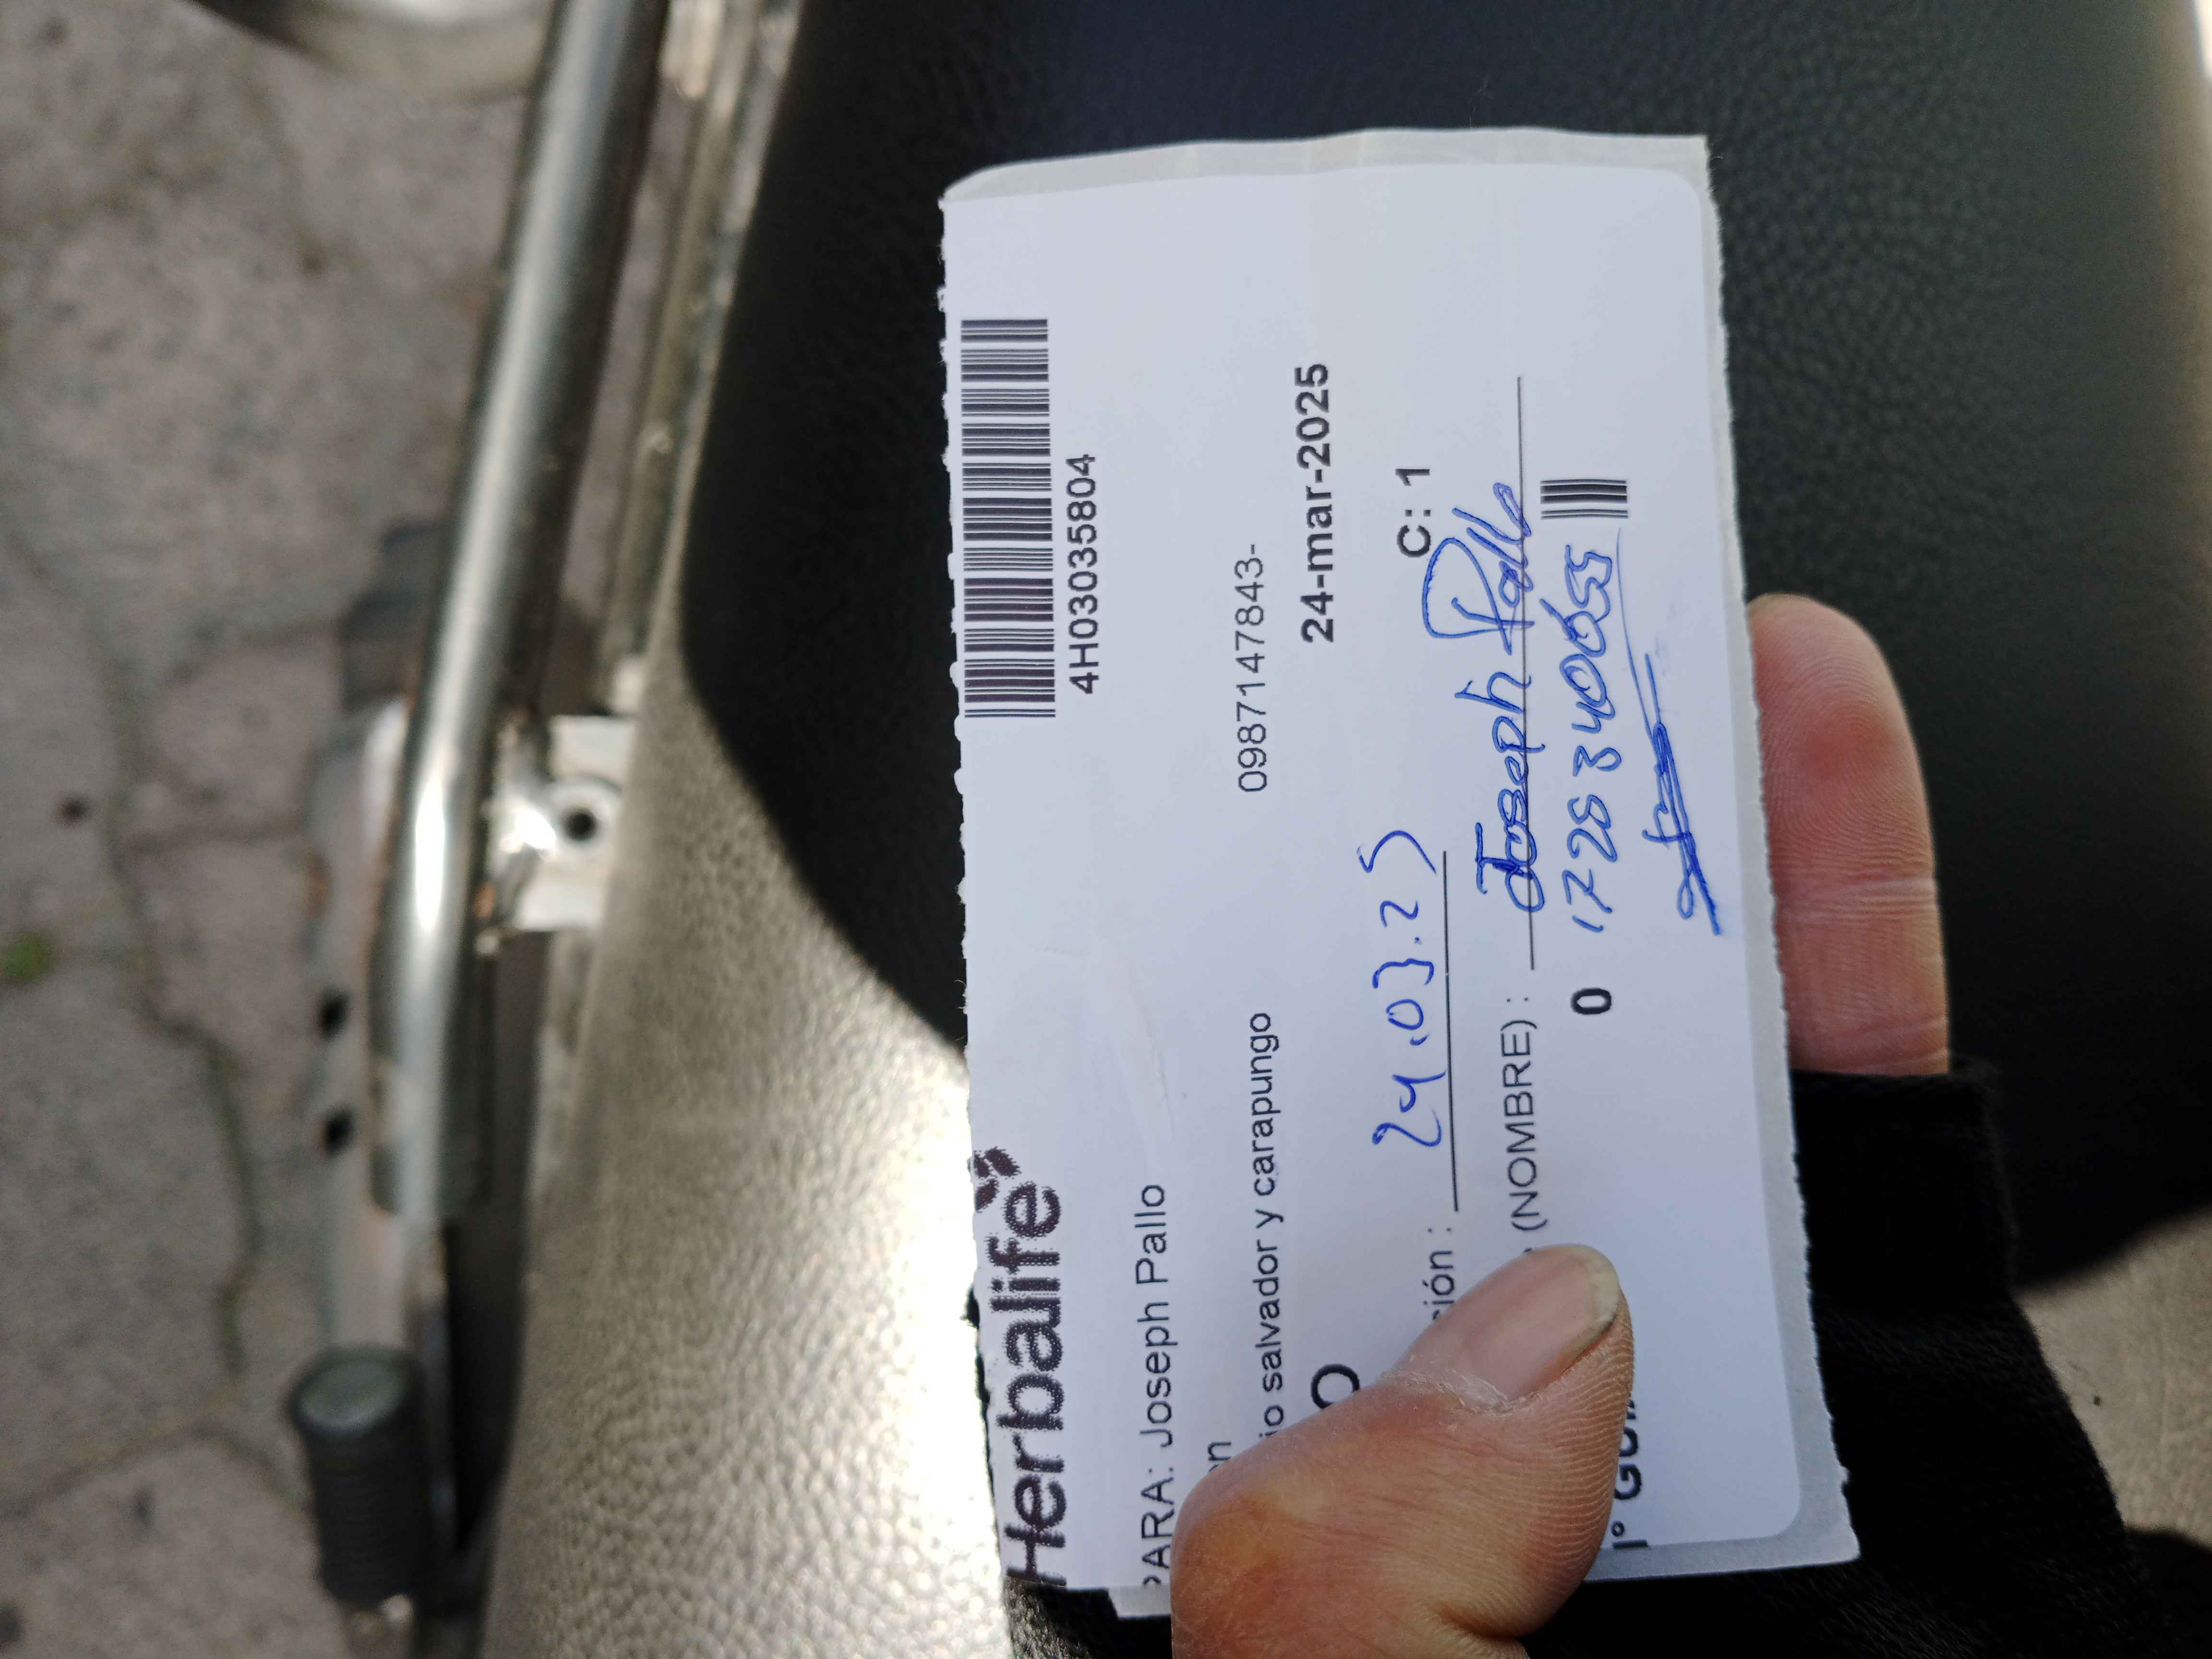 Herbalife
4H03035804
PARA: Joseph Pallo
0987147843-
salvador y carapungo
24-mar-2025
24.03.25
C: 1
(NOMBRE) : Joseph Pallo
0 1728340655